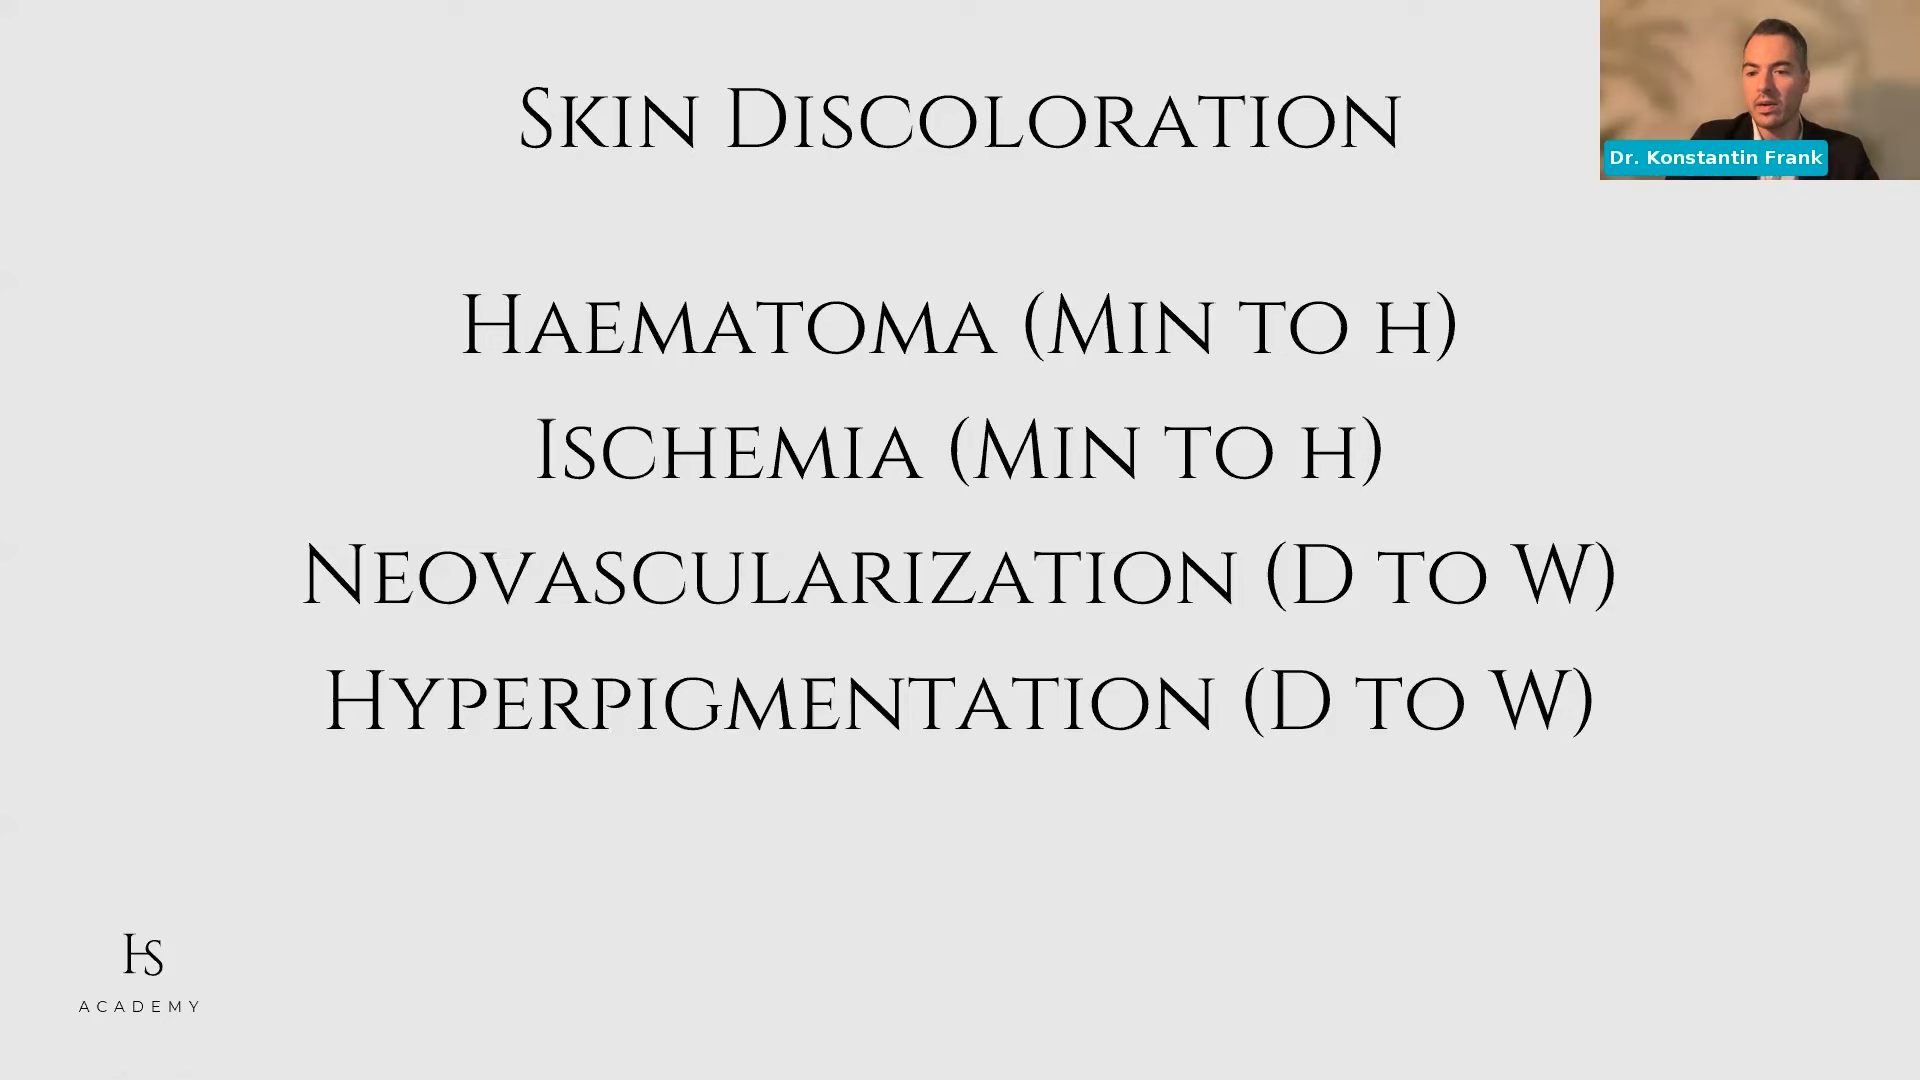 Skin Discoloration
Dr. Konstantin Frank
Haematoma (Min to h)
Ischemia (Min to h)
Neovascularization (D to W)
Hyperpigmentation (D to W)
HS
ACADEMY